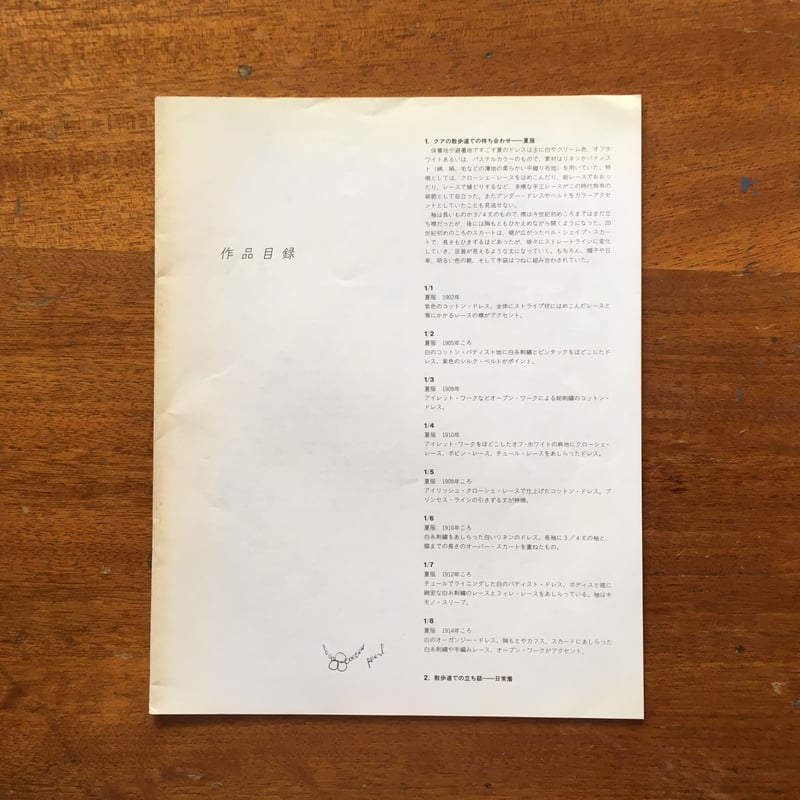 作品目録
1. クアの散歩道での待ち合わせ——夏服
保養地や避暑地ですごす夏のドレスは主に白やクリーム色、オフホ
ワイトあるいは、パステルカラーのもので、素材はリネンかバティス
ト（綿、絹、毛などの薄地の柔らかい平織り布地）を用いていた。特
徴としては、クローシェ・レースをはめこんだり、総レースでおおっ
たり、レースで縁どりするなど、多様な手工レースがこの時代特有の
装飾として目立った。またアンダー・ドレスやベルトをカラーアクセ
ントとしていたことも見逃せない。
袖は長いものか3/4丈のもので、襟は今世紀初めころまではまだ立
ち襟だったが、後には胸もともひかえめながら開くようになった。20
世紀初めのころのスカートは、裾が広がったベル・シェイプ・スカー
トで、長さもひきずるほどあったが、徐々にストレートラインに変化
していき、足首が見えるような丈になっていく。もちろん、帽子や日
傘、明るい色の靴、そして手袋はつねに組み合わされていた。
1/1
夏服 1902年
紫色のコットン・ドレス。全体にストライプ状にはめこんだレースと
肩にかかるレースの襟がアクセント。
1/2
夏服 1905年ころ
白のコットン・バティスト地に白糸刺繍とピンタックをほどこしたド
レス。紫色のシルク・ベルトがポイント。
1/3
夏服 1908年
アイレット・ワークなどオープン・ワークによる総刺繍のコットン・
ドレス。
1/4
夏服 1910年
アイレット・ワークをほどこしたオフ・ホワイトの麻地にクローシェ・
レース、ボビン・レース、チュール・レースをあしらったドレス。
1/5
夏服 1908年ころ
アイリッシュ・クローシェ・レースで仕上げたコットン・ドレス。プ
リンセス・ラインの引きずる丈が特徴。
1/6
夏服 1910年ころ
白糸刺繍をあしらった白いリネンのドレス。長袖に3/4丈の袖と、
膝までの長さのオーバー・スカートを重ねたもの。
1/7
夏服 1912年ころ
チュールでライニングした白のバティスト・ドレス。ボディスと裾に
綿密な白糸刺繍のレースとフィレ・レースをあしらっている。袖はキ
モノ・スリーブ。
1/8
夏服 1914年ころ
白のオーガンジー・ドレス。胸もとやカフス、スカートにあしらった
白糸刺繍や手編みレース、オープン・ワークがアクセント。
2. 散歩道での立ち話——日常着
pearl